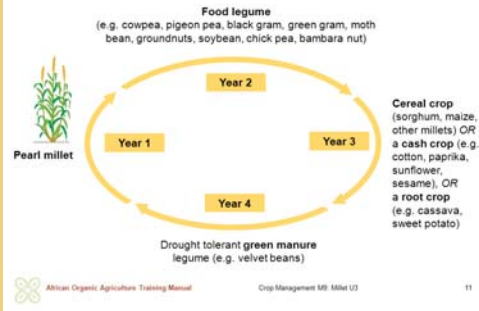 Food legume
(e.g. cowpea, pigeon pea, black gram, green gram, moth
bean, groundnuts, soybean, chick pea, bambara nut)
Year 2
Cereal crop
(sorghum, maize,
other millets) OR
a cash crop (e.g.
cotton, paprika,
sunflower,
sesame), OR
a root crop
(e.g. cassava,
sweet potato)
Year 1
Year 3
Pearl millet
Year 4
Drought tolerant green manure
legume (e.g. velvet beans)
African Organic Agriculture Training Manual
Crop Management M9: Millet U3
11